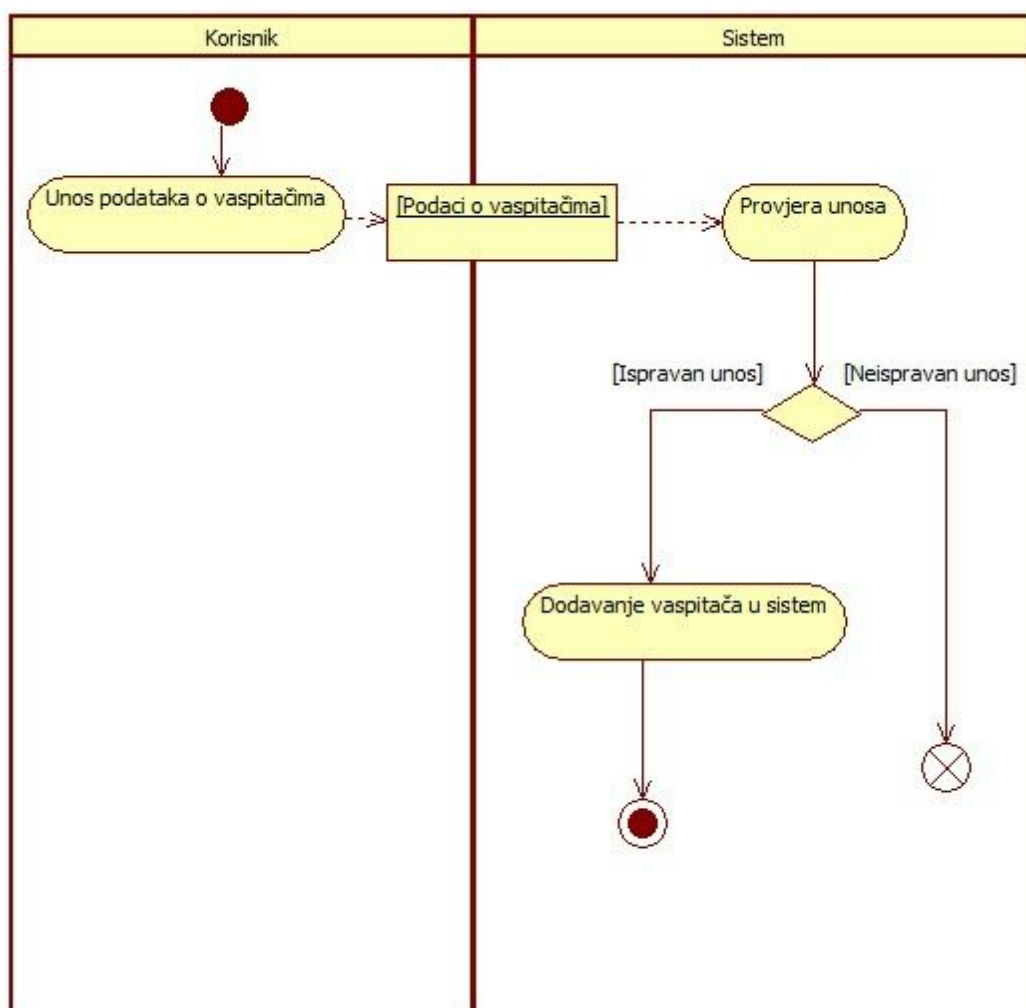 Korisnik
Sistem
Unos podataka o vaspitačima
[Podaci o vaspitačima]
Provjera unosa
[Ispravan unos]
[Neispravan unos]
Dodavanje vaspitača u sistem